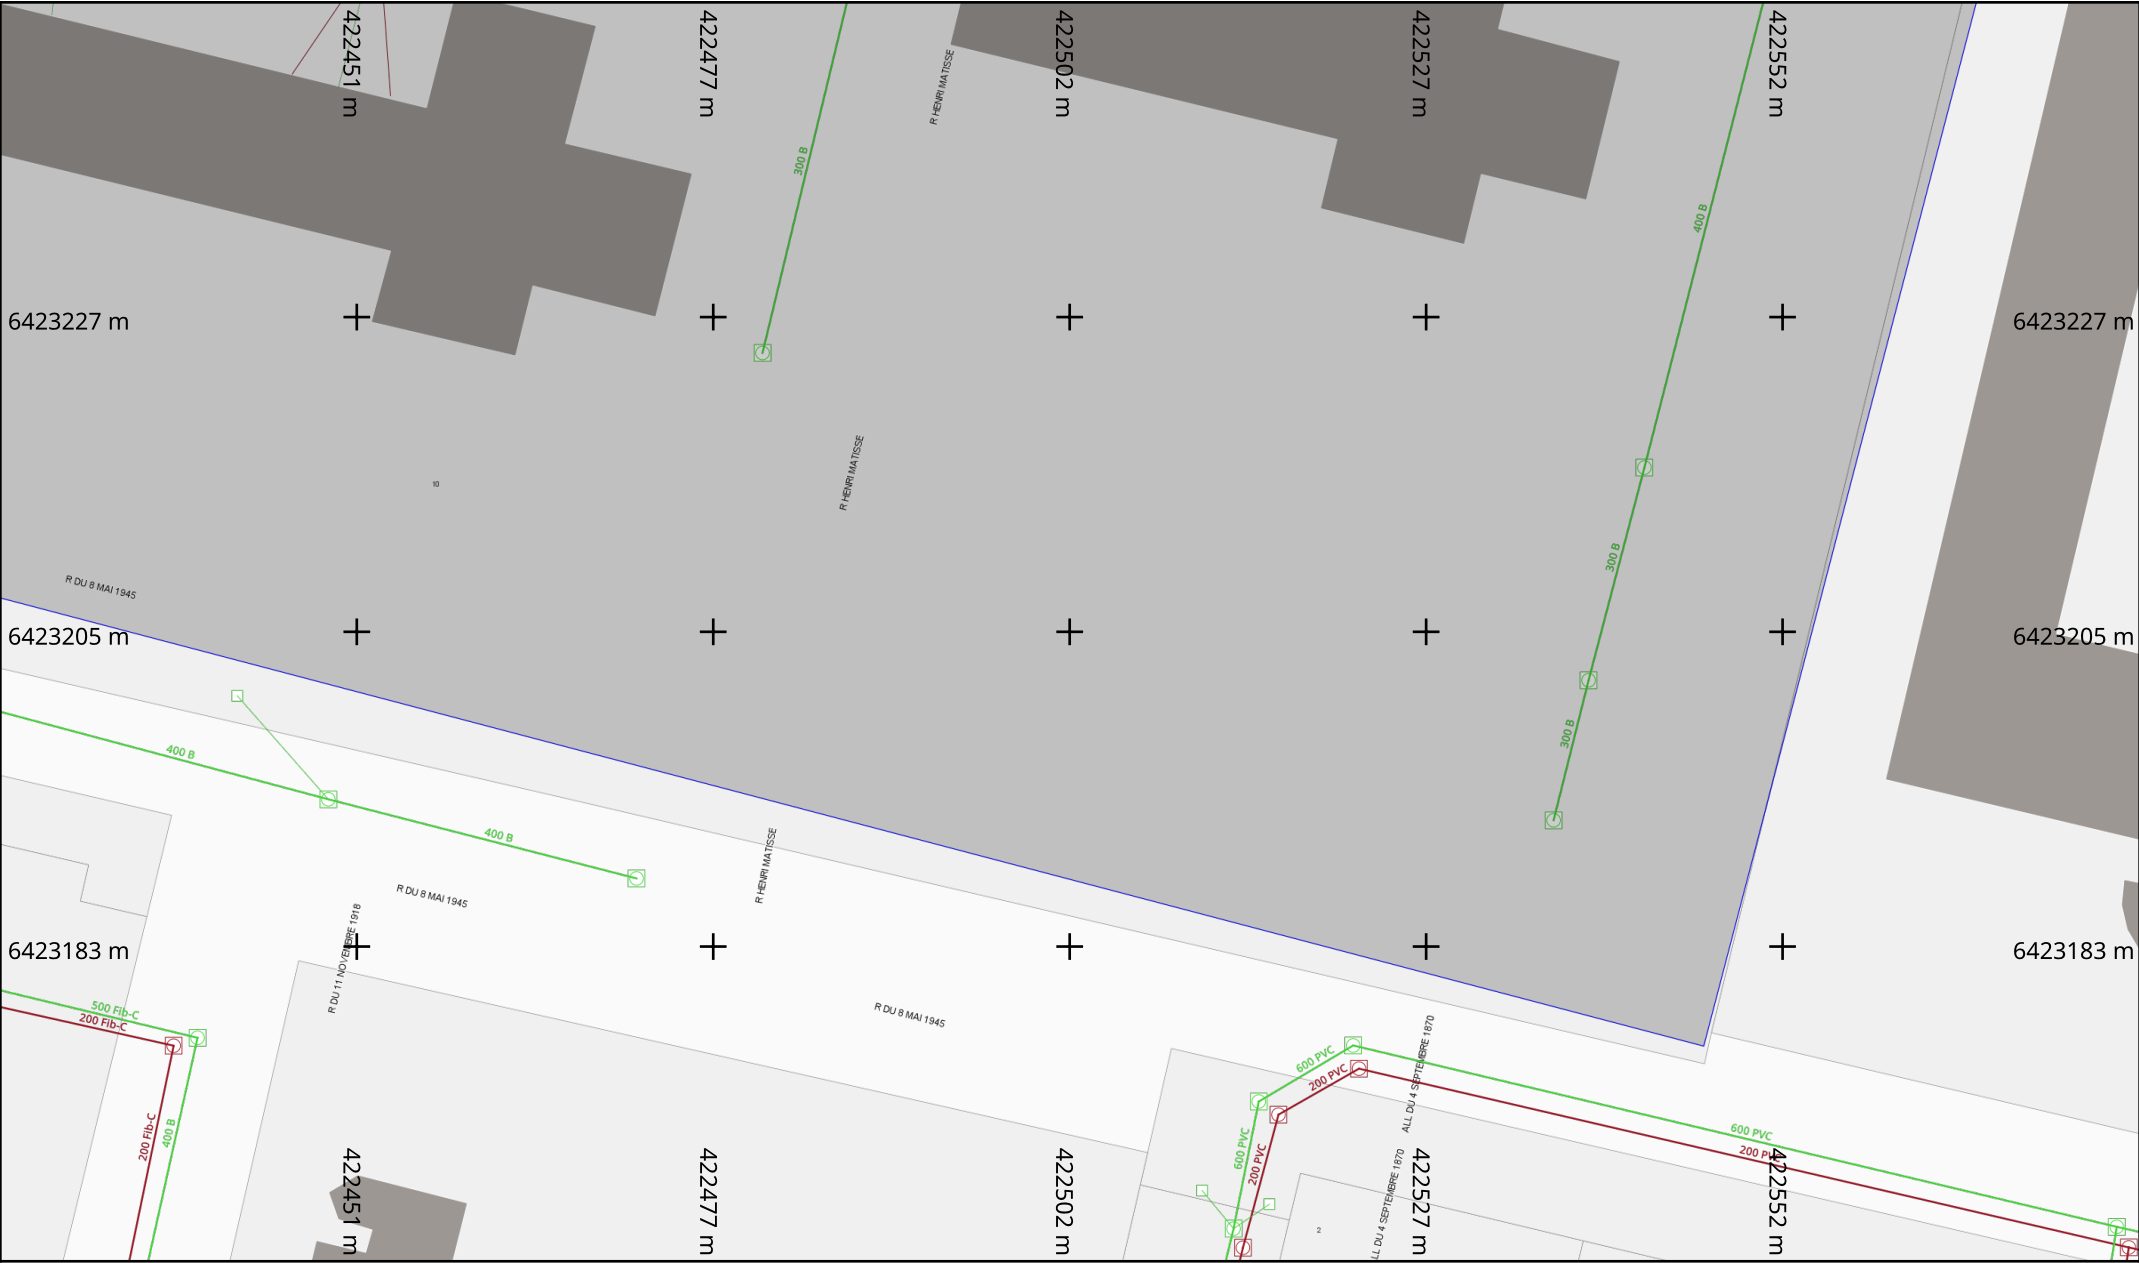 422451 m
422477 m
422502 m
422527 m
422552 m
R HENRI MATISSE
300 B
400 B
6423227 m
6423227 m
R HENRI MATISSE
10
300 B
R DU 8 MAI 1945
6423205 m
6423205 m
300 B
400 B
400 B
R HENRI MATISSE
R DU 8 MAI 1945
R DU 11 NOVEMBRE 1918
6423183 m
6423183 m
500 Fib-C
200 Fib-C
R DU 8 MAI 1945
ALL DU 4 SEPTEMBRE 1870
600 PVC
200 PVC
200 Fib-C
400 B
600 PVC
200 PVC
600 PVC
200 PVC
LL DU 4 SEPTEMBRE 1870
2
422451 m
422477 m
422502 m
422527 m
422552 m